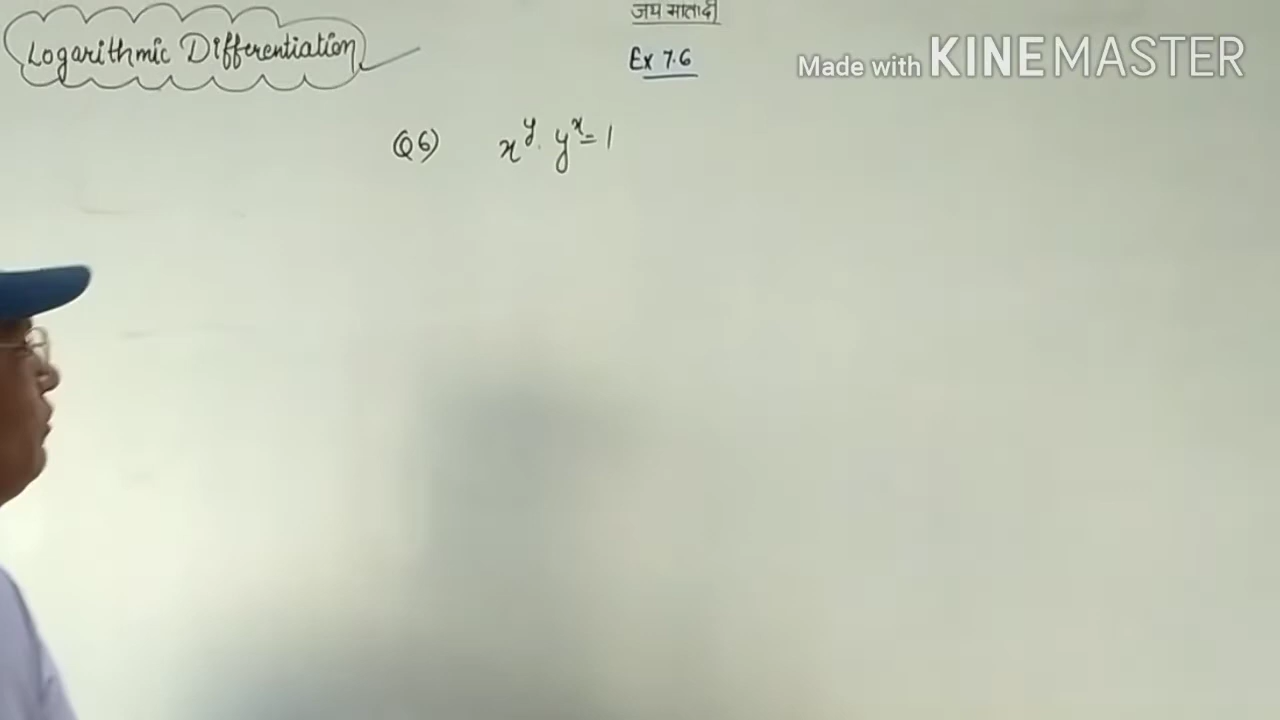 जय माता दी
Logarithmic Differentiation
Ex 7.6
Made with KINEMASTER
Q6) x^y · y^x = 1